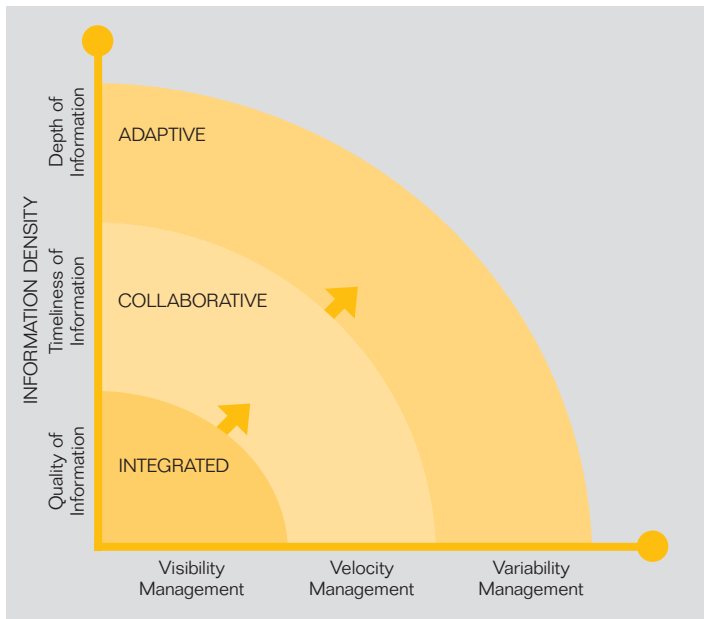 INFORMATION DENSITY
Depth of
Information
Timeliness of
Information
Quality of
Information
ADAPTIVE
COLLABORATIVE
INTEGRATED
Visibility
Management
Velocity
Management
Variability
Management